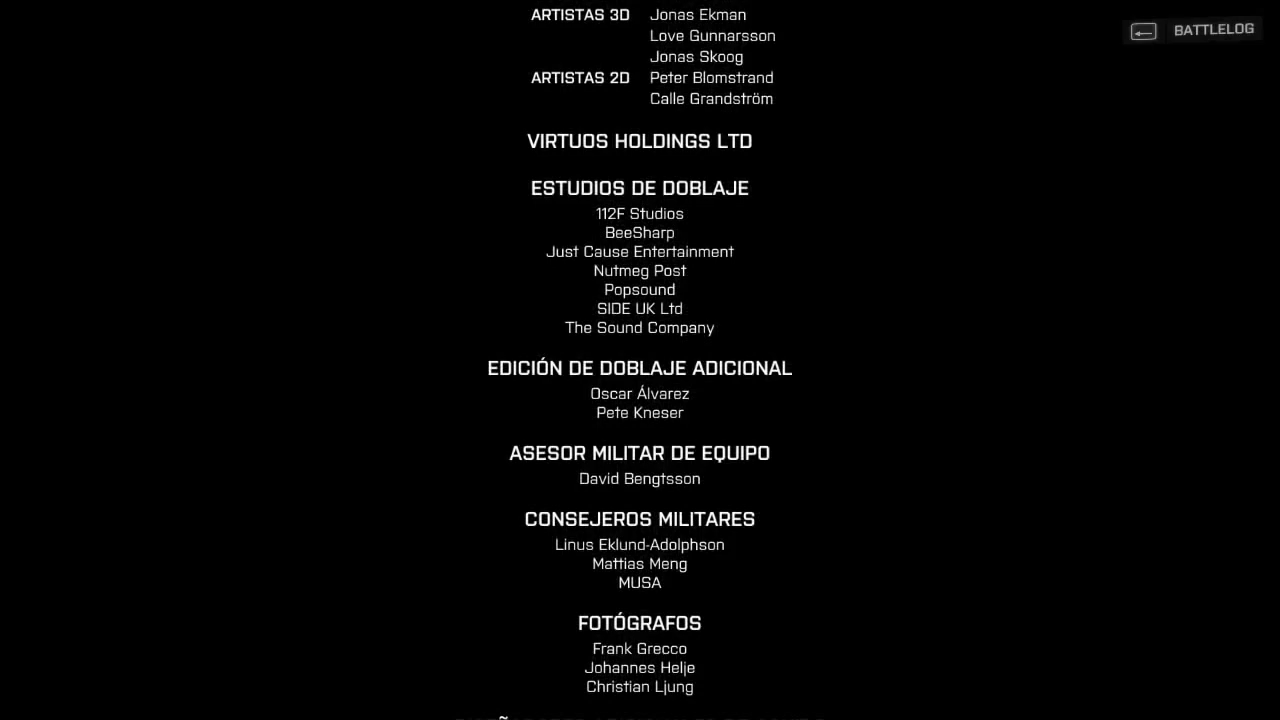 ARTISTAS 3D Jonas Ekman
Love Gunnarsson
Jonas Skoog
ARTISTAS 2D Peter Blomstrand
Calle Grandström
BATTLELOG
VIRTUOS HOLDINGS LTD
ESTUDIOS DE DOBLAJE
112F Studios
BeeSharp
Just Cause Entertainment
Nutmeg Post
Popsound
SIDE UK Ltd
The Sound Company
EDICIÓN DE DOBLAJE ADICIONAL
Oscar Álvarez
Pete Kneser
ASESOR MILITAR DE EQUIPO
David Bengtsson
CONSEJEROS MILITARES
Linus Eklund-Adolphson
Mattias Meng
MUSA
FOTÓGRAFOS
Frank Grecco
Johannes Helje
Christian Ljung